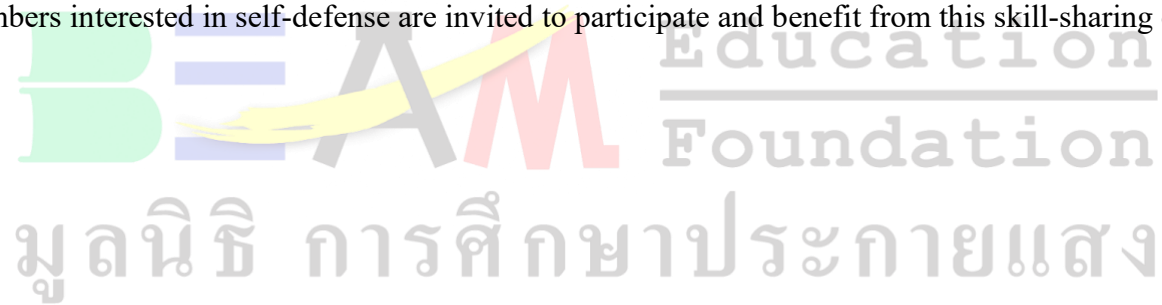 mbers interested in self-defense are invited to participate and benefit from this skill-sharing
BEAM Education
Foundation
มูลนิธิ การศึกษาประกายแสง